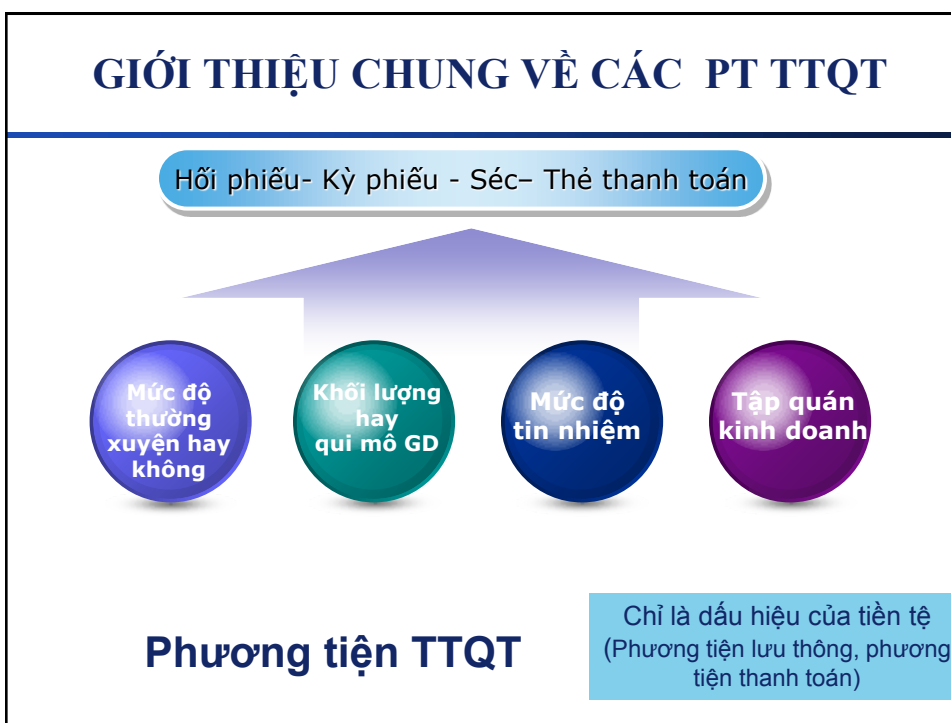 GIỚI THIỆU CHUNG VỀ CÁC PT TTQT
Hối phiếu- Kỳ phiếu - Séc– Thẻ thanh toán
Mức độ
thường
xuyện hay
không
Khối lượng
hay
qui mô GD
Mức độ
tin nhiệm
Tập quán
kinh doanh
Phương tiện TTQT
Chỉ là dấu hiệu của tiền tệ
(Phương tiện lưu thông, phương
tiện thanh toán)